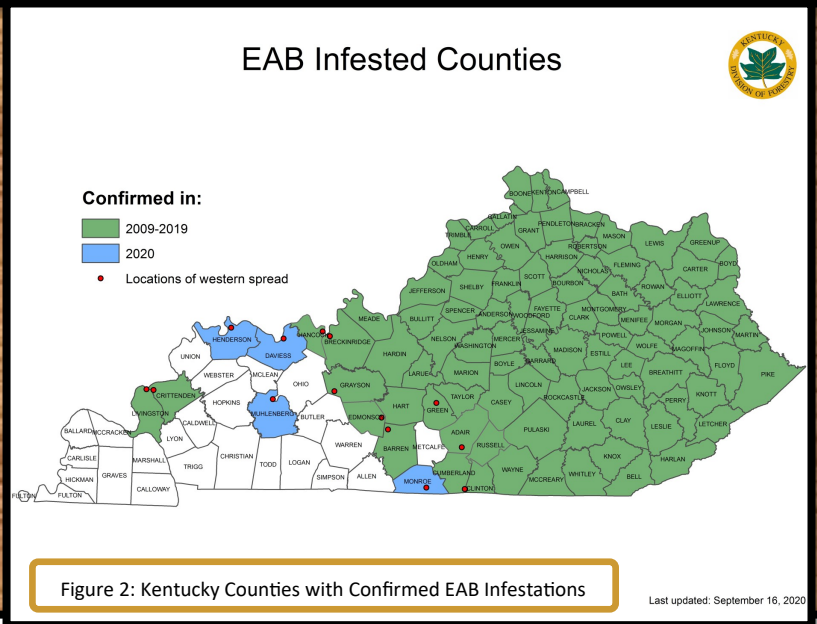 EAB Infested Counties
KENTUCKY
DIVISION OF FORESTRY
Confirmed in:
2009-2019
2020
Locations of western spread
BOONE KENTON CAMPBELL
GALLATIN PENDLETON BRACKEN
CARROLL GRANT MASON
TRIMBLE OWEN ROBERTSON LEWIS GREENUP
HENRY HARRISON
OLDHAM NICHOLAS FLEMING CARTER BOYD
SCOTT
SHELBY FRANKLIN BOURBON ROWAN
JEFFERSON BATH ELLIOTT
LAWRENCE
SPENCER ANDERSON WOODFORD FAYETTE MONTGOMERY
MEADE BULLITT CLARK MENIFEE MORGAN
HENDERSON HANCOCK JESSAMINE JOHNSON MARTIN
NELSON MERCER POWELL
BRECKINRIDGE WASHINGTON WOLFE MAGOFFIN
UNION DAVIESS HARDIN MADISON ESTILL
BOYLE GARRARD LEE FLOYD
WEBSTER MCLEAN LARUE MARION BREATHITT PIKE
OHIO GRAYSON LINCOLN JACKSON OWSLEY
CRITTENDEN TAYLOR ROCKCASTLE KNOTT
HOPKINS CASEY PERRY
LIVINGSTON MUHLENBERG BUTLER EDMONSON HART GREEN
CALDWELL LAUREL CLAY LESLIE LETCHER
BALLARD MCCRACKEN LYON ADAIR PULASKI
WARREN BARREN METCALFE RUSSELL
CARLISLE MARSHALL CHRISTIAN KNOX HARLAN
TRIGG TODD LOGAN CUMBERLAND WAYNE
HICKMAN GRAVES SIMPSON ALLEN MONROE WHITLEY BELL
CALLOWAY CLINTON MCCREARY
FULTON FULTON
Figure 2: Kentucky Counties with Confirmed EAB Infestations
Last updated: September 16, 2020